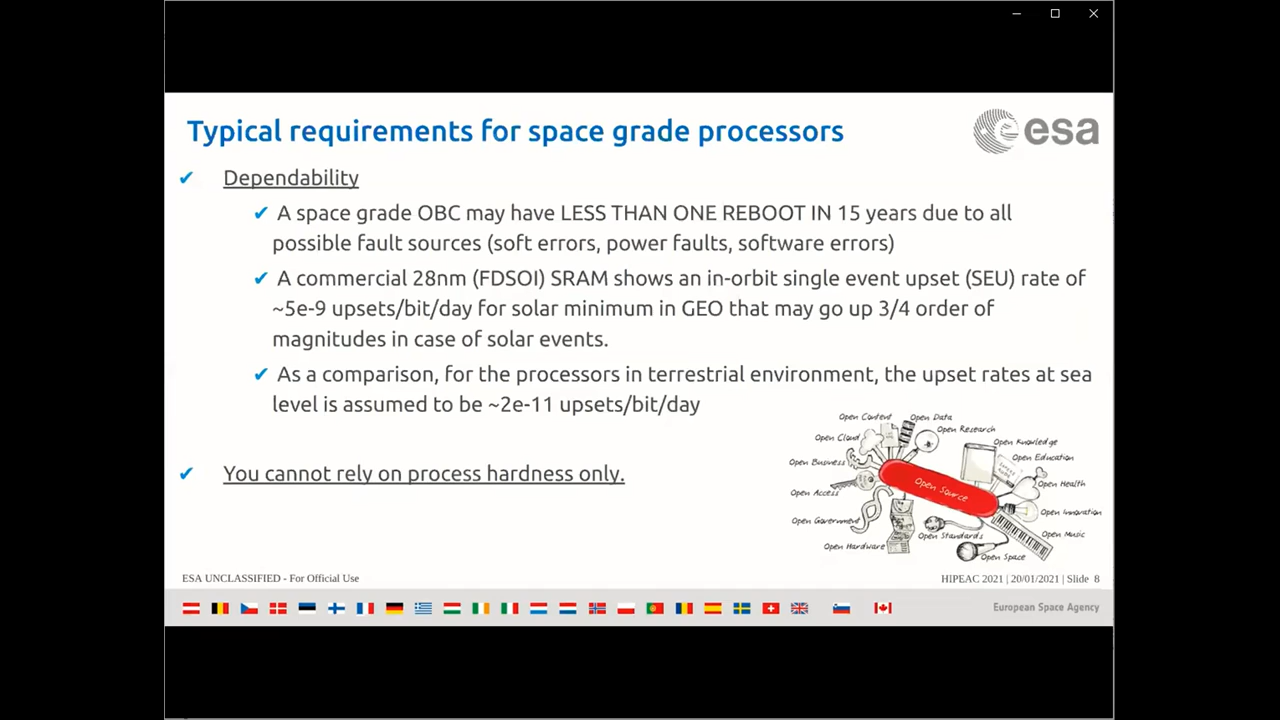 Typical requirements for space grade processors
esa
✔ Dependability
✔ A space grade OBC may have LESS THAN ONE REBOOT IN 15 years due to all
possible fault sources (soft errors, power faults, software errors)
✔ A commercial 28nm (FDSOI) SRAM shows an in-orbit single event upset (SEU) rate of
~5e-9 upsets/bit/day for solar minimum in GEO that may go up 3/4 order of
magnitudes in case of solar events.
✔ As a comparison, for the processors in terrestrial environment, the upset rates at sea
level is assumed to be ~2e-11 upsets/bit/day
✔ You cannot rely on process hardness only.
Open Content
Open Data
Open Research
Open Cloud
Open Knowledge
Open Education
Open Business
Open Health
Open Access
Open Source
Open Innovation
Open Government
Open Standards
Open Music
Open Hardware
Open Space
ESA UNCLASSIFIED - For Official Use
HIPEAC 2021 | 20/01/2021 | Slide 8
European Space Agency